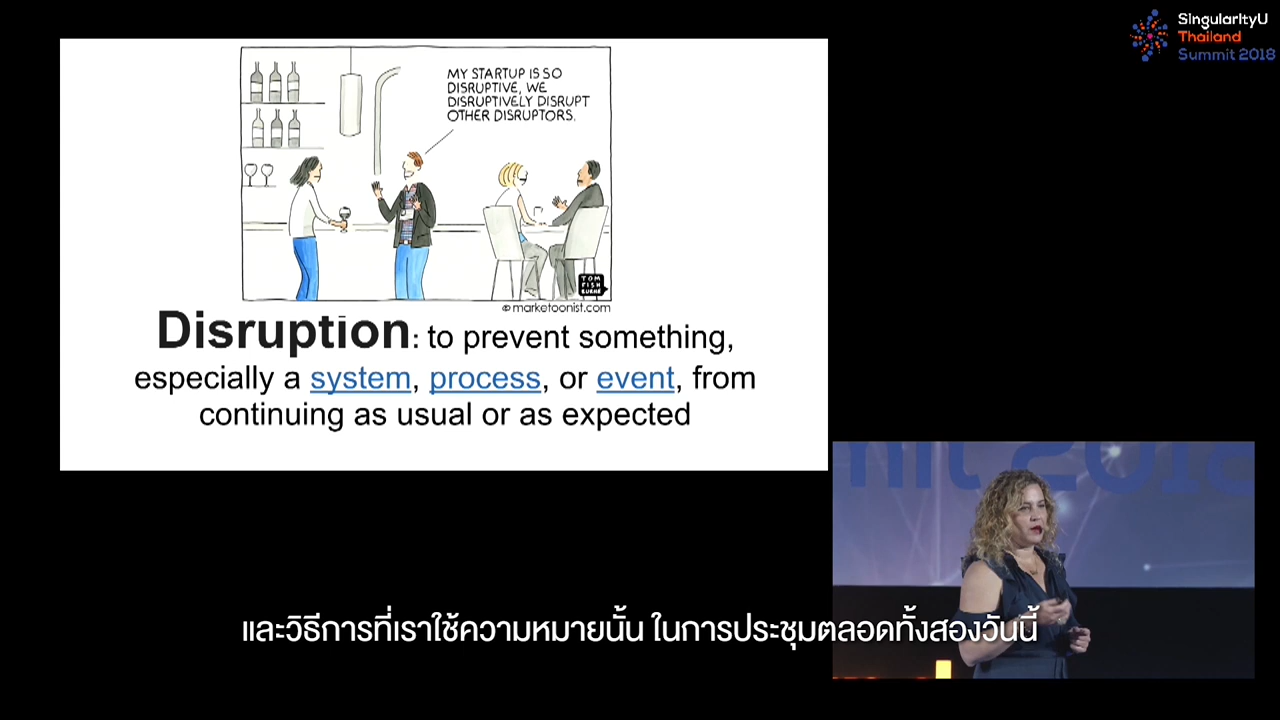 SingularityU
Thailand
Summit 2018
MY STARTUP IS SO
DISRUPTIVE, WE
DISRUPTIVELY DISRUPT
OTHER DISRUPTORS.
TOM
FISH
BURNE
© marketoonist.com
Disruption: to prevent something,
especially a system, process, or event, from
continuing as usual or as expected
mit 2018
และวิธีการที่เราใช้ความหมายนั้น ในการประชุมตลอดทั้งสองวันนี้